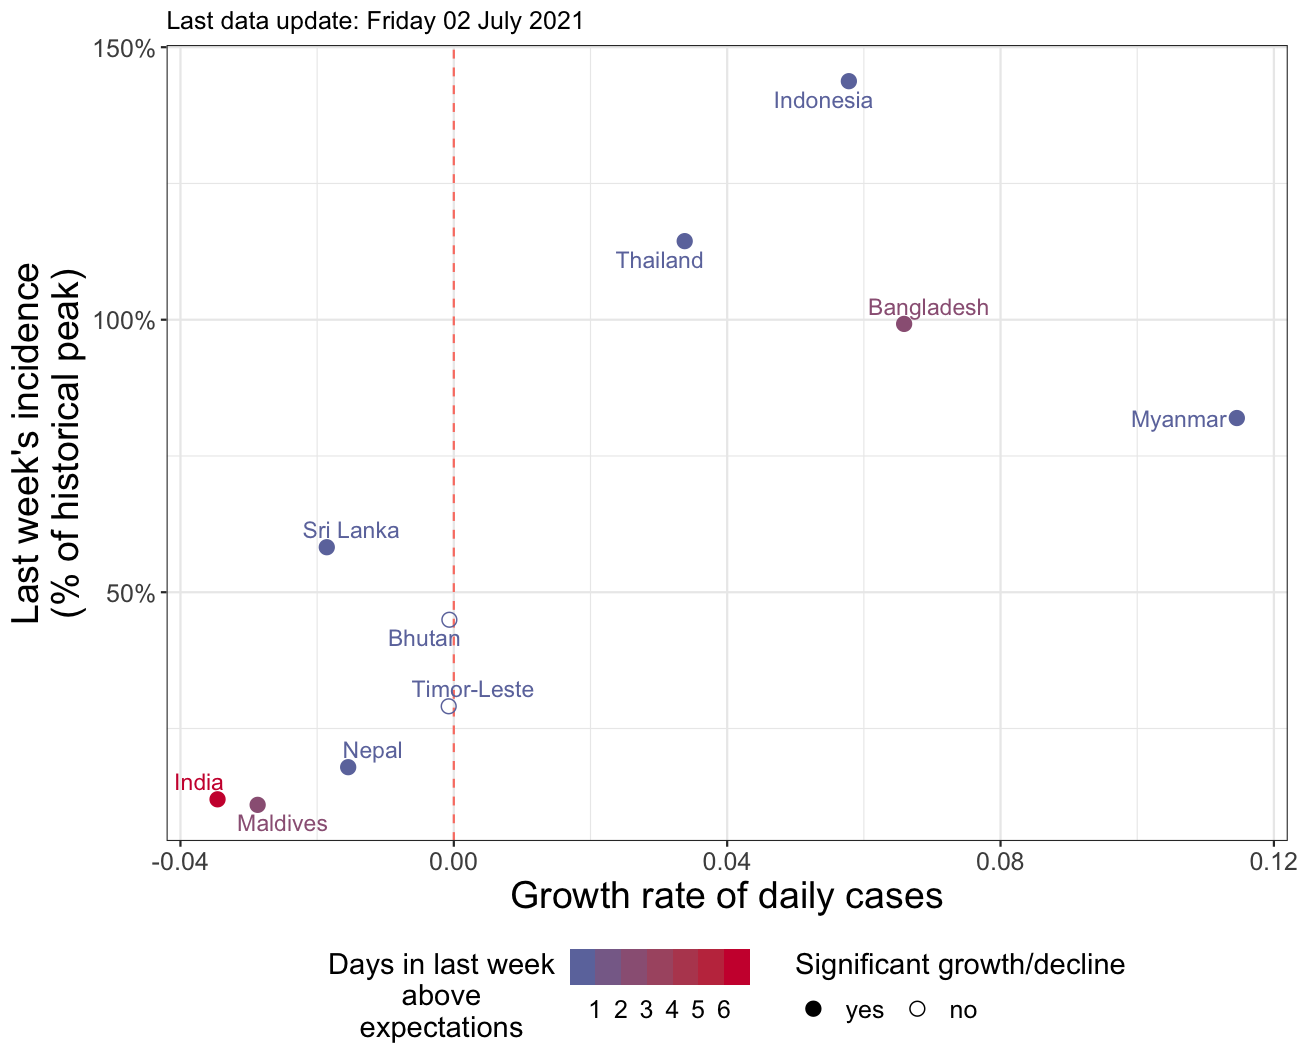 Last data update: Friday 02 July 2021
150%
Indonesia
Thailand
Bangladesh
100%
Myanmar
Last week's incidence
(% of historical peak)
Sri Lanka
50%
Bhutan
Timor-Leste
Nepal
India
Maldives
-0.04 0.00 0.04 0.08 0.12
Growth rate of daily cases
Days in last week
above
expectations
1 2 3 4 5 6
Significant growth/decline
yes no